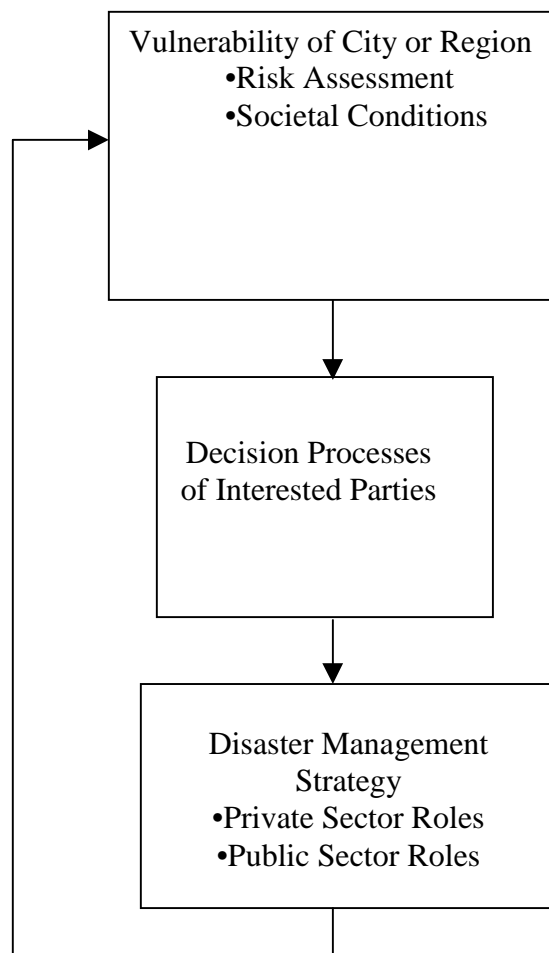 Vulnerability of City or Region
•Risk Assessment
•Societal Conditions
Decision Processes
of Interested Parties
Disaster Management
Strategy
•Private Sector Roles
•Public Sector Roles